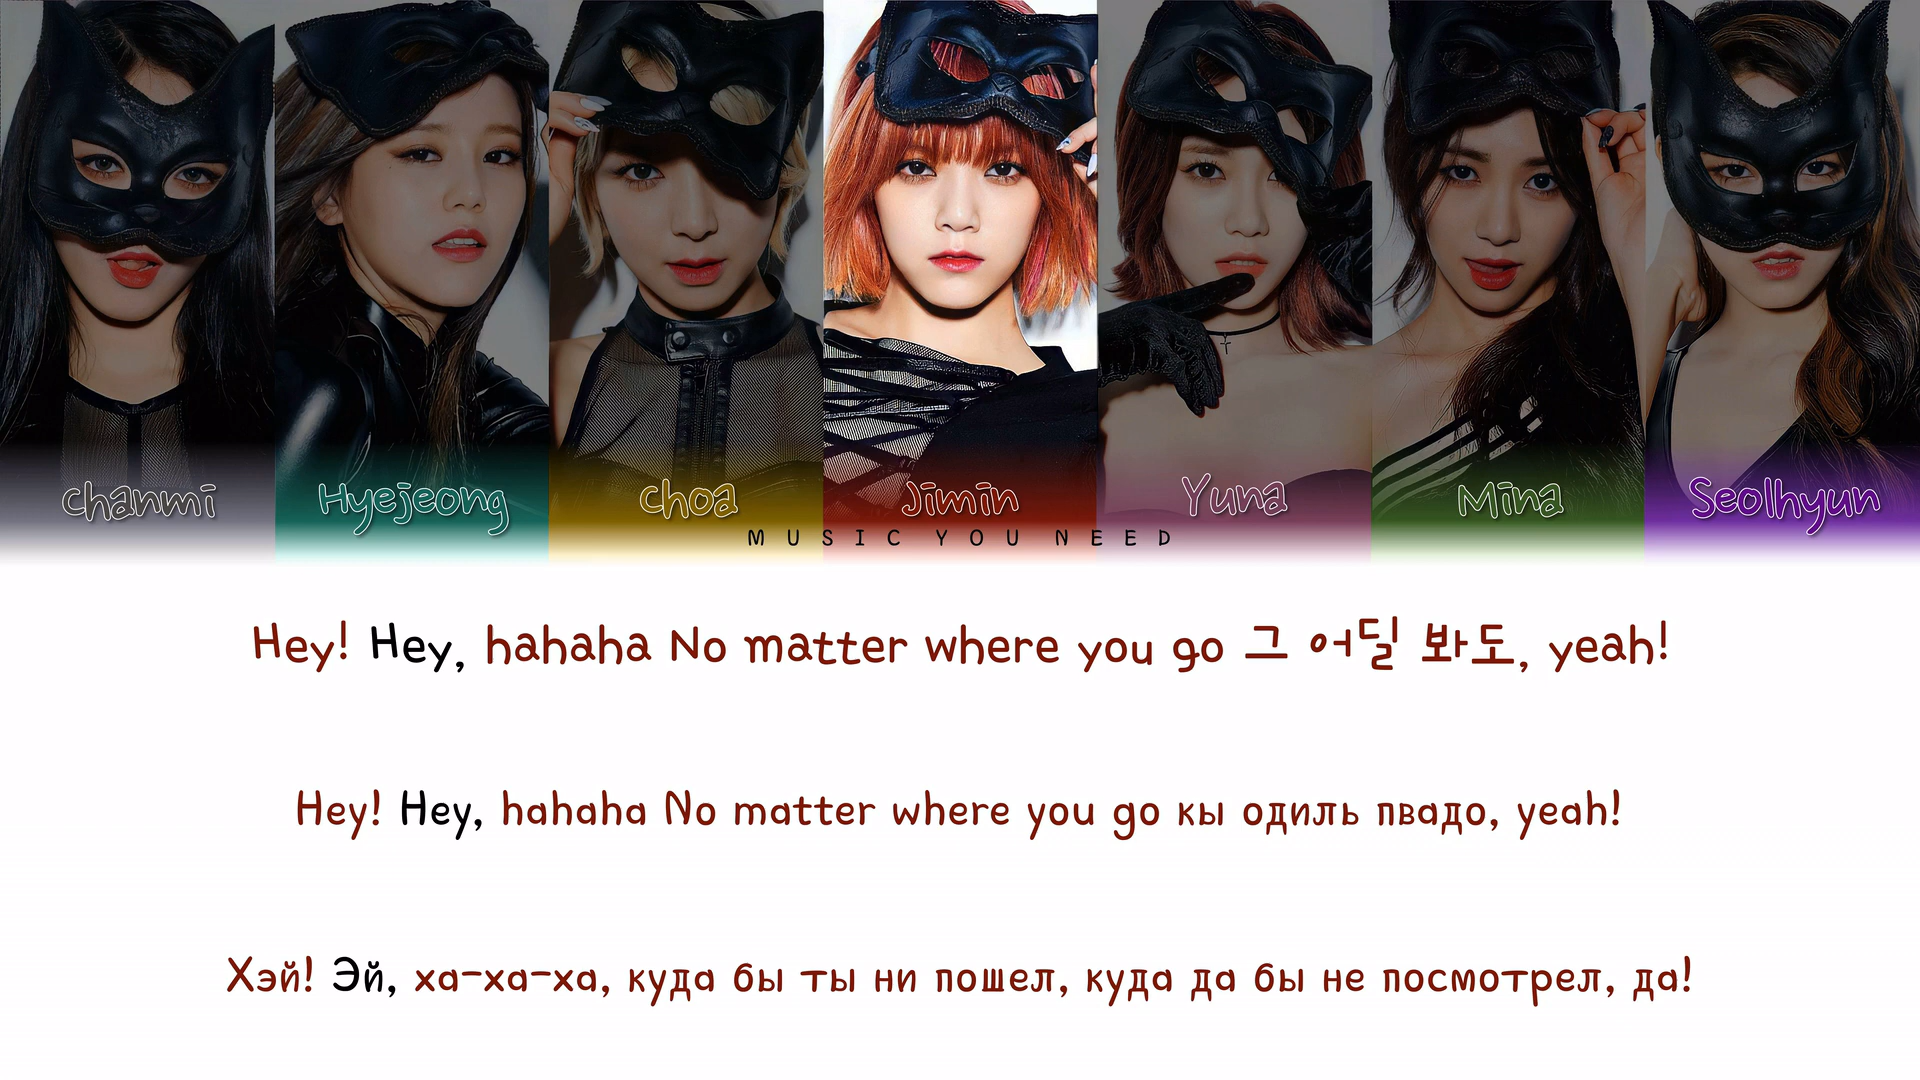 Chanmi Hyejeong Choa Jimin Yuna Mina Seolhyun
MUSIC YOU NEED
Hey! Hey, hahaha No matter where you go 그 어딜 봐도, yeah!
Hey! Hey, hahaha No matter where you go кы одиль пвадо, yeah!
Хэй! Эй, ха-ха-ха, куда бы ты ни пошел, куда да бы не посмотрел, да!